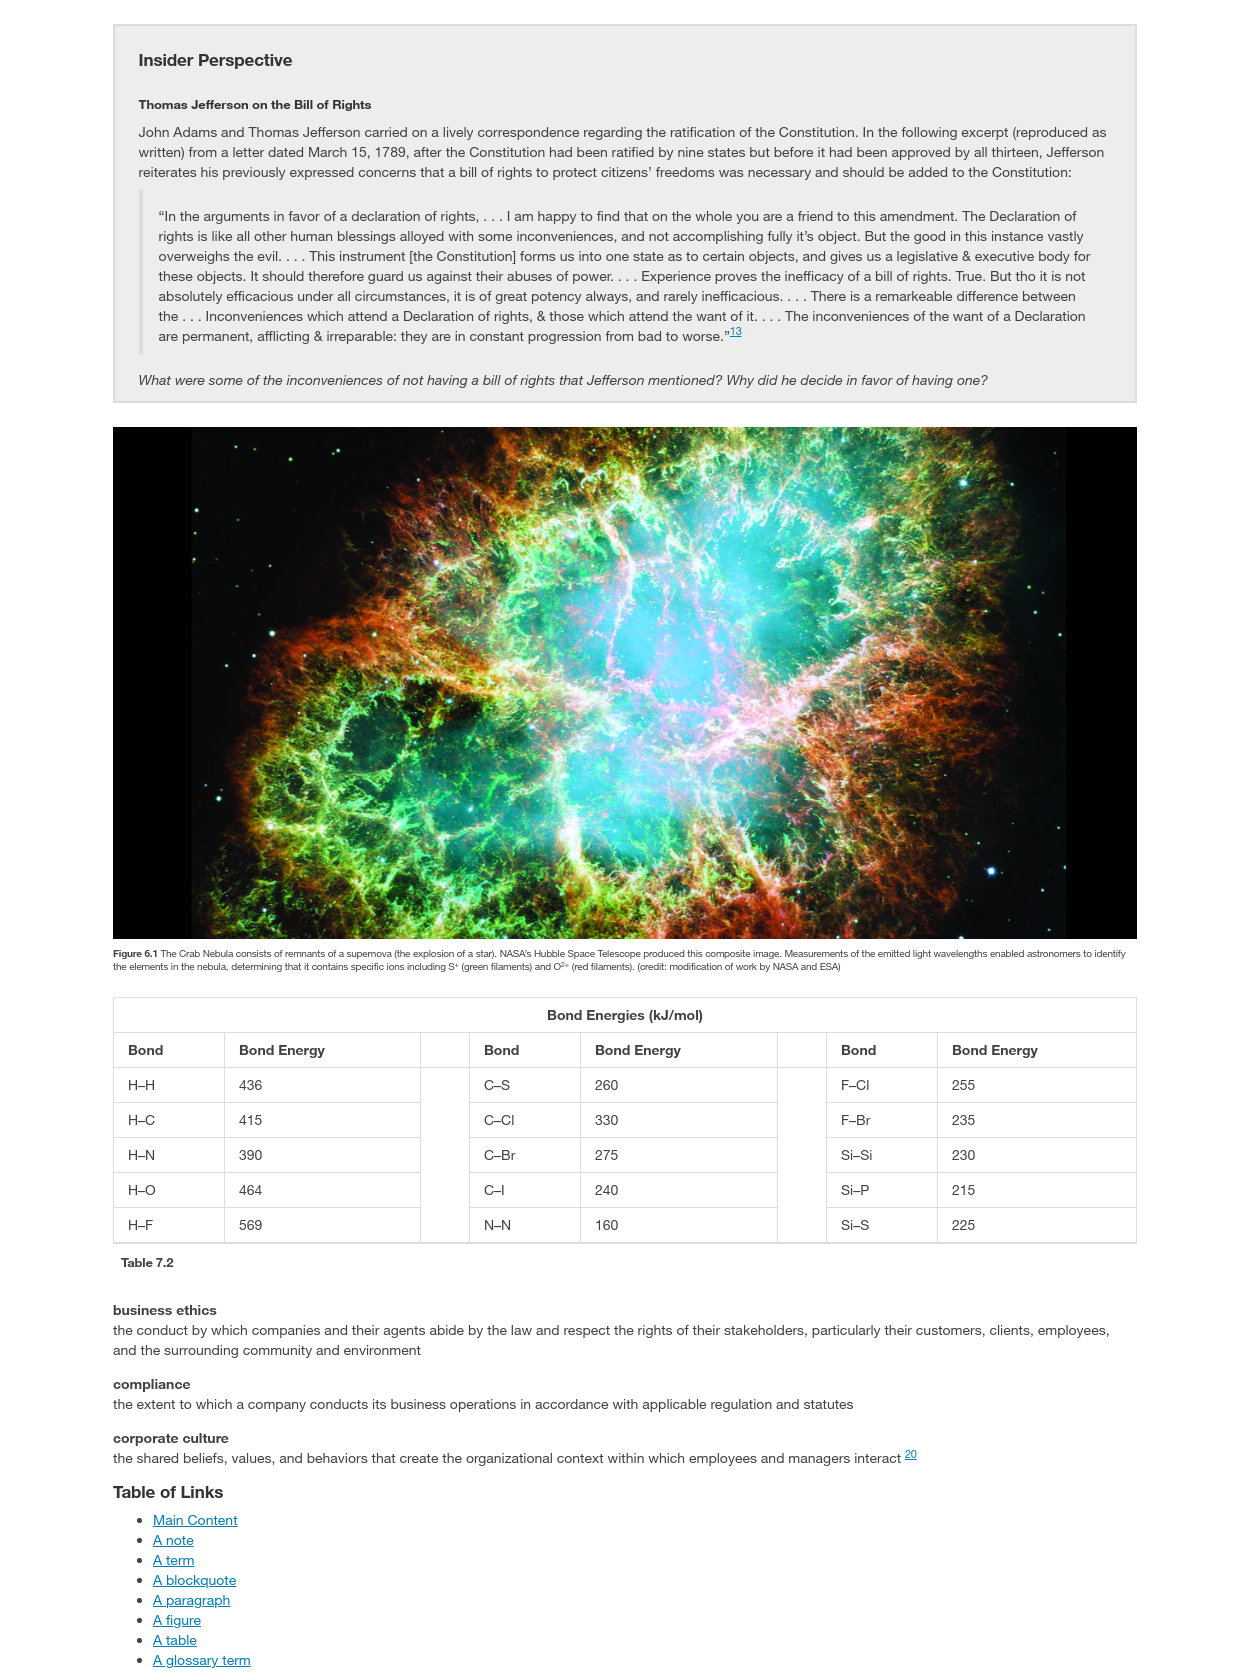 Insider Perspective
Thomas Jefferson on the Bill of Rights
John Adams and Thomas Jefferson carried on a lively correspondence regarding the ratification of the Constitution. In the following excerpt (reproduced as
written) from a letter dated March 15, 1789, after the Constitution had been ratified by nine states but before it had been approved by all thirteen, Jefferson
reiterates his previously expressed concerns that a bill of rights to protect citizens’ freedoms was necessary and should be added to the Constitution:
“In the arguments in favor of a declaration of rights, . . . I am happy to find that on the whole you are a friend to this amendment. The Declaration of
rights is like all other human blessings alloyed with some inconveniences, and not accomplishing fully it’s object. But the good in this instance vastly
overweighs the evil. . . . This instrument [the Constitution] forms us into one state as to certain objects, and gives us a legislative & executive body for
these objects. It should therefore guard us against their abuses of power. . . . Experience proves the inefficacy of a bill of rights. True. But tho it is not
absolutely efficacious under all circumstances, it is of great potency always, and rarely inefficacious. . . . There is a remarkeable difference between
the . . . Inconveniences which attend a Declaration of rights, & those which attend the want of it. . . . The inconveniences of the want of a Declaration
are permanent, afflicting & irreparable: they are in constant progression from bad to worse.”13
What were some of the inconveniences of not having a bill of rights that Jefferson mentioned? Why did he decide in favor of having one?
Figure 6.1 The Crab Nebula consists of remnants of a supernova (the explosion of a star). NASA’s Hubble Space Telescope produced this composite image. Measurements of the emitted light wavelengths enabled astronomers to identify
the elements in the nebula, determining that it contains specific ions including S⁺ (green filaments) and O²⁺ (red filaments). (credit: modification of work by NASA and ESA)
Bond Energies (kJ/mol)
Bond Bond Energy Bond Bond Energy Bond Bond Energy
H–H 436 C–S 260 F–Cl 255
H–C 415 C–Cl 330 F–Br 235
H–N 390 C–Br 275 Si–Si 230
H–O 464 C–I 240 Si–P 215
H–F 569 N–N 160 Si–S 225
Table 7.2
business ethics
the conduct by which companies and their agents abide by the law and respect the rights of their stakeholders, particularly their customers, clients, employees,
and the surrounding community and environment
compliance
the extent to which a company conducts its business operations in accordance with applicable regulation and statutes
corporate culture
the shared beliefs, values, and behaviors that create the organizational context within which employees and managers interact 20
Table of Links
• Main Content
• A note
• A term
• A blockquote
• A paragraph
• A figure
• A table
• A glossary term